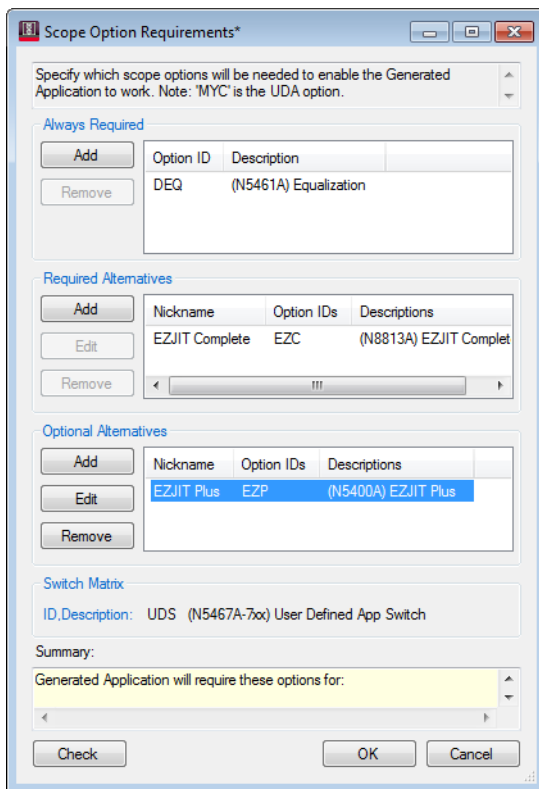 Scope Option Requirements*
Specify which scope options will be needed to enable the Generated
Application to work. Note: 'MYC' is the UDA option.
Always Required
Add
Remove
Option ID Description
DEQ (N5461A) Equalization
Required Alternatives
Add
Edit
Remove
Nickname Option IDs Descriptions
EZJIT Complete EZC (N8813A) EZJIT Complet
Optional Alternatives
Add
Edit
Remove
Nickname Option IDs Descriptions
EZJIT Plus EZP (N5400A) EZJIT Plus
Switch Matrix
ID,Description: UDS (N5467A-7xx) User Defined App Switch
Summary:
Generated Application will require these options for:
Check OK Cancel